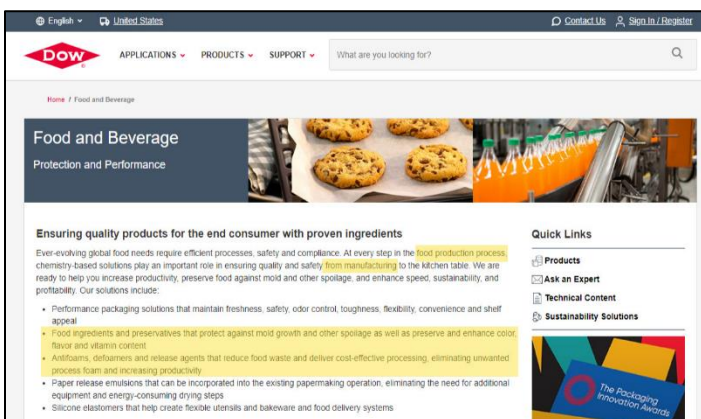 English
United States
Contact Us
Sign In / Register
Dow
APPLICATIONS
PRODUCTS
SUPPORT
What are you looking for?
Home / Food and Beverage
Food and Beverage
Protection and Performance
Ensuring quality products for the end consumer with proven ingredients
Ever-evolving global food needs require efficient processes, safety and compliance. At every step in the food production process,
chemistry-based solutions play an important role in ensuring quality and safety from manufacturing to the kitchen table. We are
ready to help you increase productivity, preserve food against mold and other spoilage, and enhance speed, sustainability, and
profitability. Our solutions include:
• Performance packaging solutions that maintain freshness, safety, odor control, toughness, flexibility, convenience and shelf
appeal
• Food ingredients and preservatives that protect against mold growth and other spoilage as well as preserve and enhance color,
flavor and vitamin content
• Antifoams, defoamers and release agents that reduce food waste and deliver cost-effective processing, eliminating unwanted
process foam and increasing productivity
• Paper release emulsions that can be incorporated into the existing papermaking operation, eliminating the need for additional
equipment and energy-consuming drying steps
• Silicone elastomers that help create flexible utensils and bakeware and food delivery systems
Quick Links
Products
Ask an Expert
Technical Content
Sustainability Solutions
The Packaging
Innovation Awards